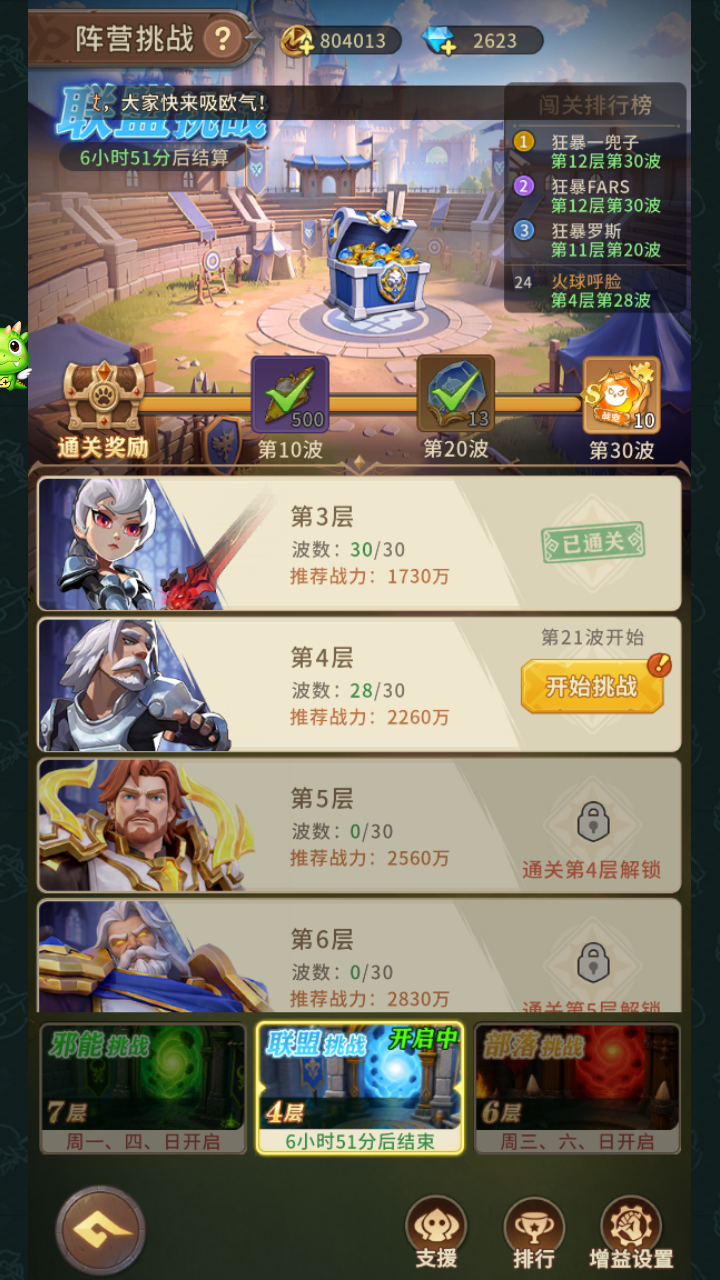 阵营挑战
?
804013
2623
联盟挑战
, 大家快来吸欧气!
6小时51分后结算
闯关排行榜
1 狂暴一兜子
第12层第30波
2 狂暴FARS
第12层第30波
3 狂暴罗斯
第11层第20波
24 火球呼脸
第4层第28波
500
13
10
通关奖励
第10波
第20波
第30波
第3层
波数：30/30
推荐战力：1730万
已通关
第4层
波数：28/30
推荐战力：2260万
第21波开始
开始挑战
第5层
波数：0/30
推荐战力：2560万
通关第4层解锁
第6层
波数：0/30
推荐战力：2830万
通关第5层解锁
邪能挑战
7层
周一、四、日开启
联盟挑战
开启中
4层
6小时51分后结束
部落挑战
6层
周三、六、日开启
支援
排行
增益设置